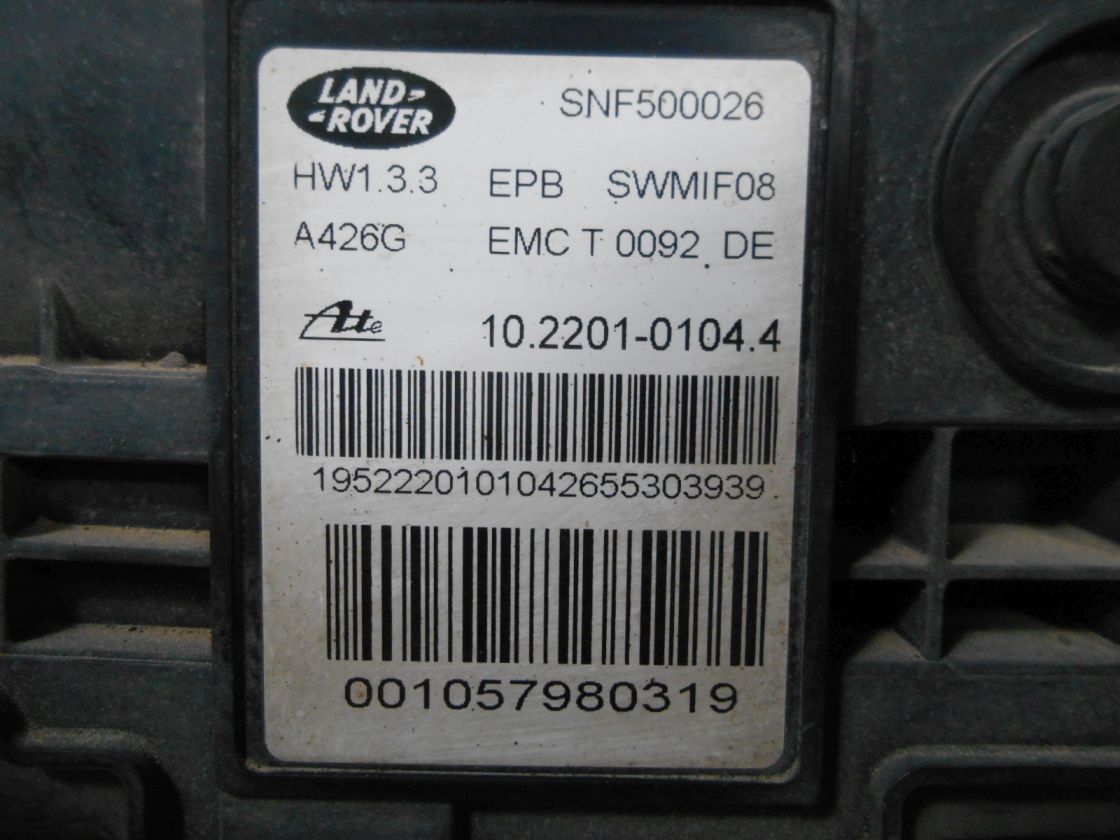 LAND ROVER
SNF500026
HW1.3.3 EPB SWMIF08
A426G EMC T 0092 DE
Ate 10.2201-0104.4
1952220101042655303939
001057980319